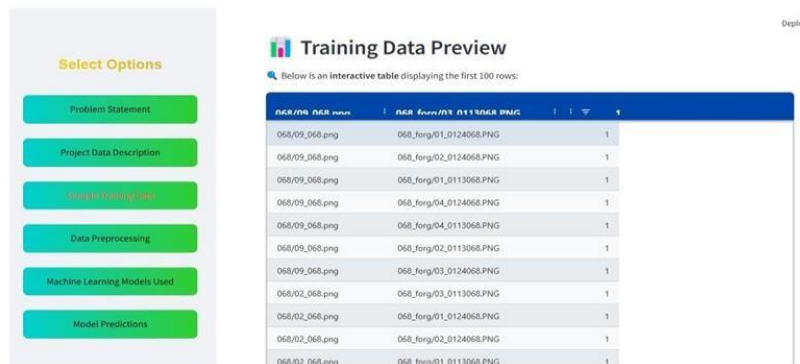 Deplo
Select Options
Problem Statement
Project Data Description
Sample Training Data
Data Preprocessing
Machine Learning Models Used
Model Predictions
Training Data Preview
Below is an interactive table displaying the first 100 rows:
068/09_068.png 068_forg/03_0113068.PNG 1
068/09_068.png 068_forg/01_0124068.PNG 1
068/09_068.png 068_forg/02_0124068.PNG 1
068/09_068.png 068_forg/01_0113068.PNG 1
068/09_068.png 068_forg/04_0124068.PNG 1
068/09_068.png 068_forg/04_0113068.PNG 1
068/09_068.png 068_forg/02_0113068.PNG 1
068/09_068.png 068_forg/03_0124068.PNG 1
068/02_068.png 068_forg/03_0113068.PNG 1
068/02_068.png 068_forg/01_0124068.PNG 1
068/02_068.png 068_forg/02_0124068.PNG 1
068/02_068.png 068_forg/01_0113068.PNG 1